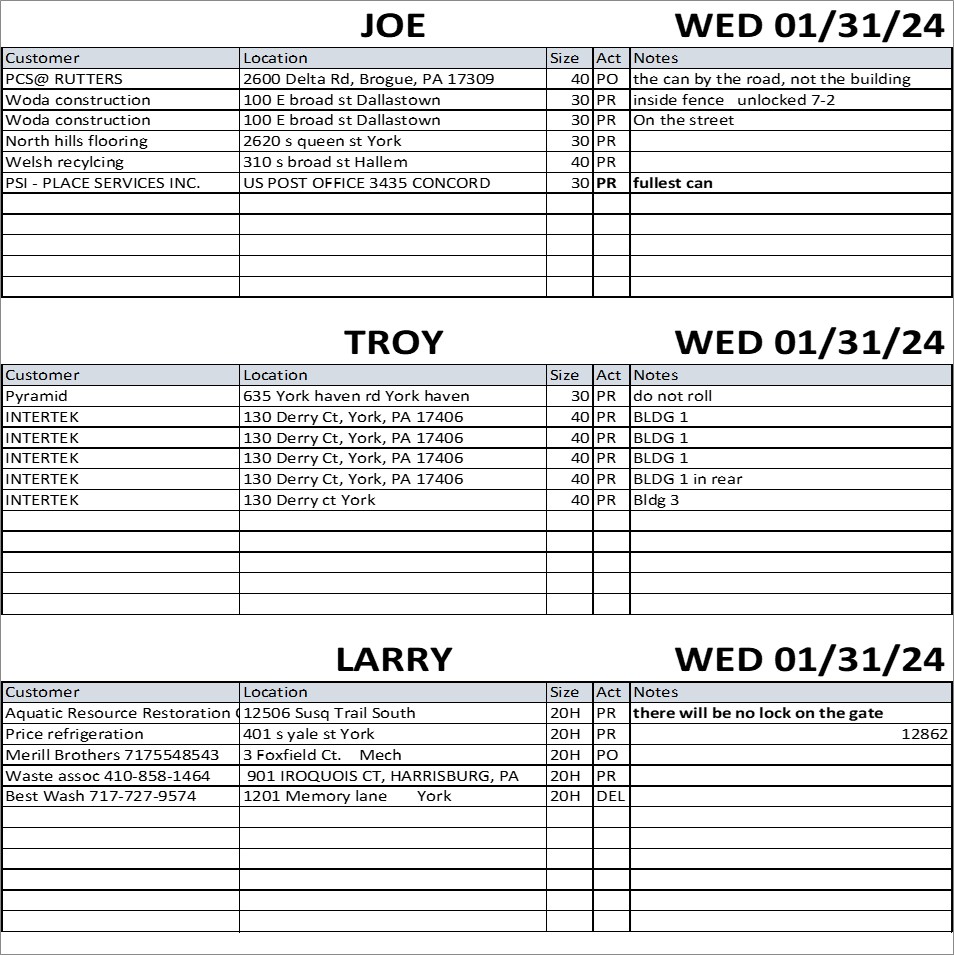 JOE WED 01/31/24
Customer Location Size Act Notes
PCS@ RUTTERS 2600 Delta Rd, Brogue, PA 17309 40 PO the can by the road, not the building
Woda construction 100 E broad st Dallastown 30 PR inside fence unlocked 7-2
Woda construction 100 E broad st Dallastown 30 PR On the street
North hills flooring 2620 s queen st York 30 PR
Welsh recylcing 310 s broad st Hallem 40 PR
PSI - PLACE SERVICES INC. US POST OFFICE 3435 CONCORD 30 PR fullest can
TROY WED 01/31/24
Customer Location Size Act Notes
Pyramid 635 York haven rd York haven 30 PR do not roll
INTERTEK 130 Derry Ct, York, PA 17406 40 PR BLDG 1
INTERTEK 130 Derry Ct, York, PA 17406 40 PR BLDG 1
INTERTEK 130 Derry Ct, York, PA 17406 40 PR BLDG 1
INTERTEK 130 Derry Ct, York, PA 17406 40 PR BLDG 1 in rear
INTERTEK 130 Derry ct York 40 PR Bldg 3
LARRY WED 01/31/24
Customer Location Size Act Notes
Aquatic Resource Restoration 12506 Susq Trail South 20H PR there will be no lock on the gate
Price refrigeration 401 s yale st York 20H PR 12862
Merill Brothers 7175548543 3 Foxfield Ct. Mech 20H PO
Waste assoc 410-858-1464 901 IROQUOIS CT, HARRISBURG, PA 20H PR
Best Wash 717-727-9574 1201 Memory lane York 20H DEL